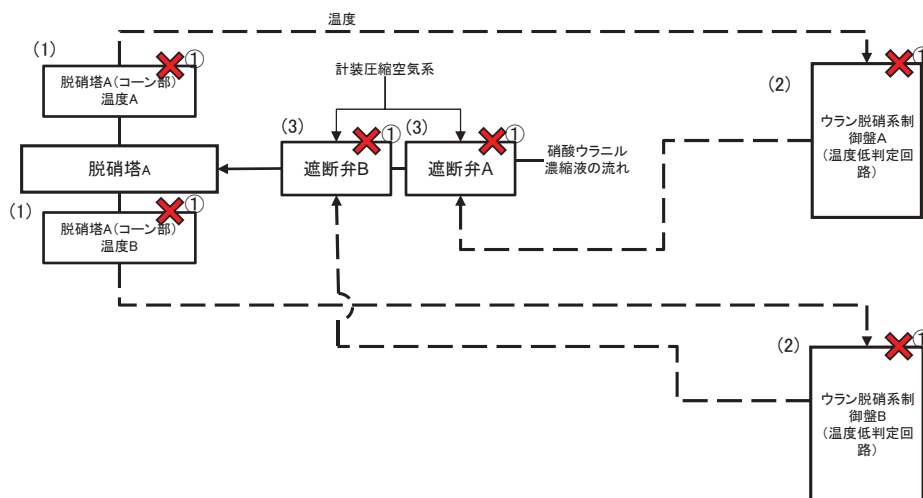 温度
(1)
①
脱硝塔A(コーン部)
温度A
計装圧縮空気系
(2)
①
ウラン脱硝系制
御盤A
(温度低判定回
路)
(3)
①
遮断弁B
(3)
①
遮断弁A
硝酸ウラニル
濃縮液の流れ
脱硝塔A
(1)
①
脱硝塔A(コーン部)
温度B
(2)
①
ウラン脱硝系制
御盤B
(温度低判定回
路)